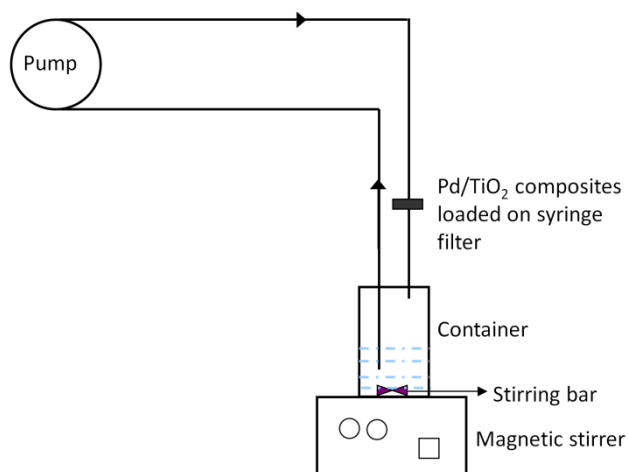 Pump
Pd/TiO₂ composites
loaded on syringe
filter
Container
Stirring bar
Magnetic stirrer